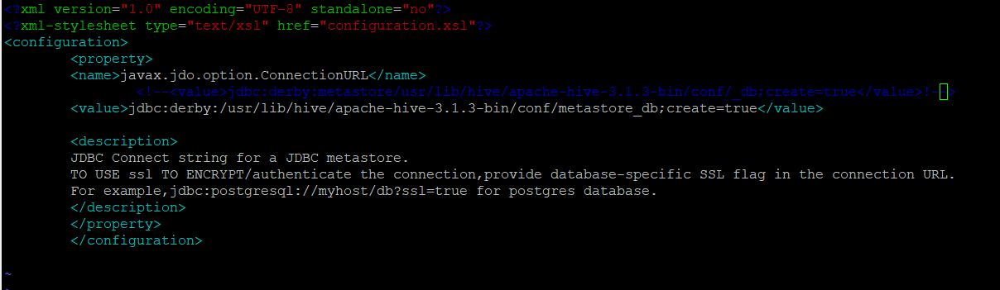 <?xml version="1.0" encoding="UTF-8" standalone="no"?>
<?xml-stylesheet type="text/xsl" href="configuration.xsl"?>
<configuration>
<property>
<name>javax.jdo.option.ConnectionURL</name>
<!--<value>jdbc:derby:metastore/usr/lib/hive/apache-hive-3.1.3-bin/conf/_db;create=true</value>!-->
<value>jdbc:derby:/usr/lib/hive/apache-hive-3.1.3-bin/conf/metastore_db;create=true</value>
<description>
JDBC Connect string for a JDBC metastore.
TO USE ssl TO ENCRYPT/authenticate the connection,provide database-specific SSL flag in the connection URL.
For example,jdbc:postgresql://myhost/db?ssl=true for postgres database.
</description>
</property>
</configuration>
~